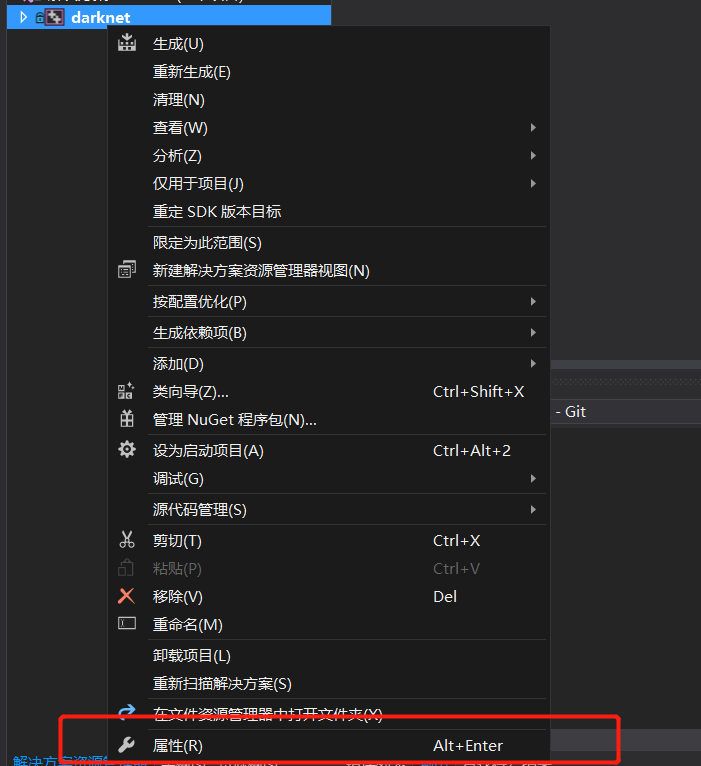 darknet
生成(U)
重新生成(E)
清理(N)
查看(W)
分析(Z)
仅用于项目(J)
重定 SDK 版本目标
限定为此范围(S)
新建解决方案资源管理器视图(N)
按配置优化(P)
生成依赖项(B)
添加(D)
类向导(Z)... Ctrl+Shift+X
- Git
管理 NuGet 程序包(N)...
设为启动项目(A) Ctrl+Alt+2
调试(G)
源代码管理(S)
剪切(T) Ctrl+X
粘贴(P) Ctrl+V
移除(V) Del
重命名(M)
卸载项目(L)
重新扫描解决方案(S)
在文件资源管理器中打开文件夹(X)
属性(R) Alt+Enter
解决方案资源